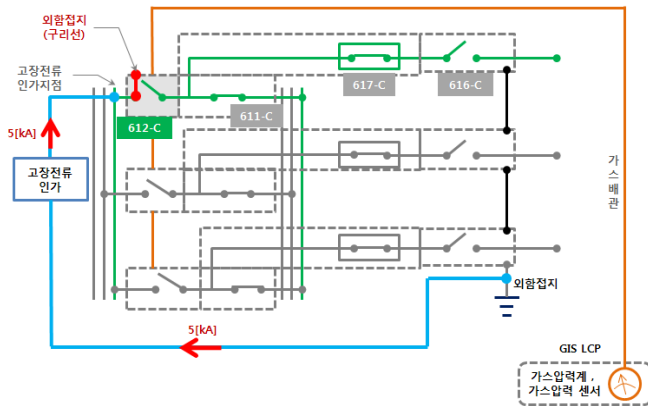 외함접지
(구리선)
고장전류
인가지점
617-C
616-C
611-C
612-C
5[kA]
고장전류
인가
가스배관
외함접지
5[kA]
GIS LCP
가스압력계 ,
가스압력 센서